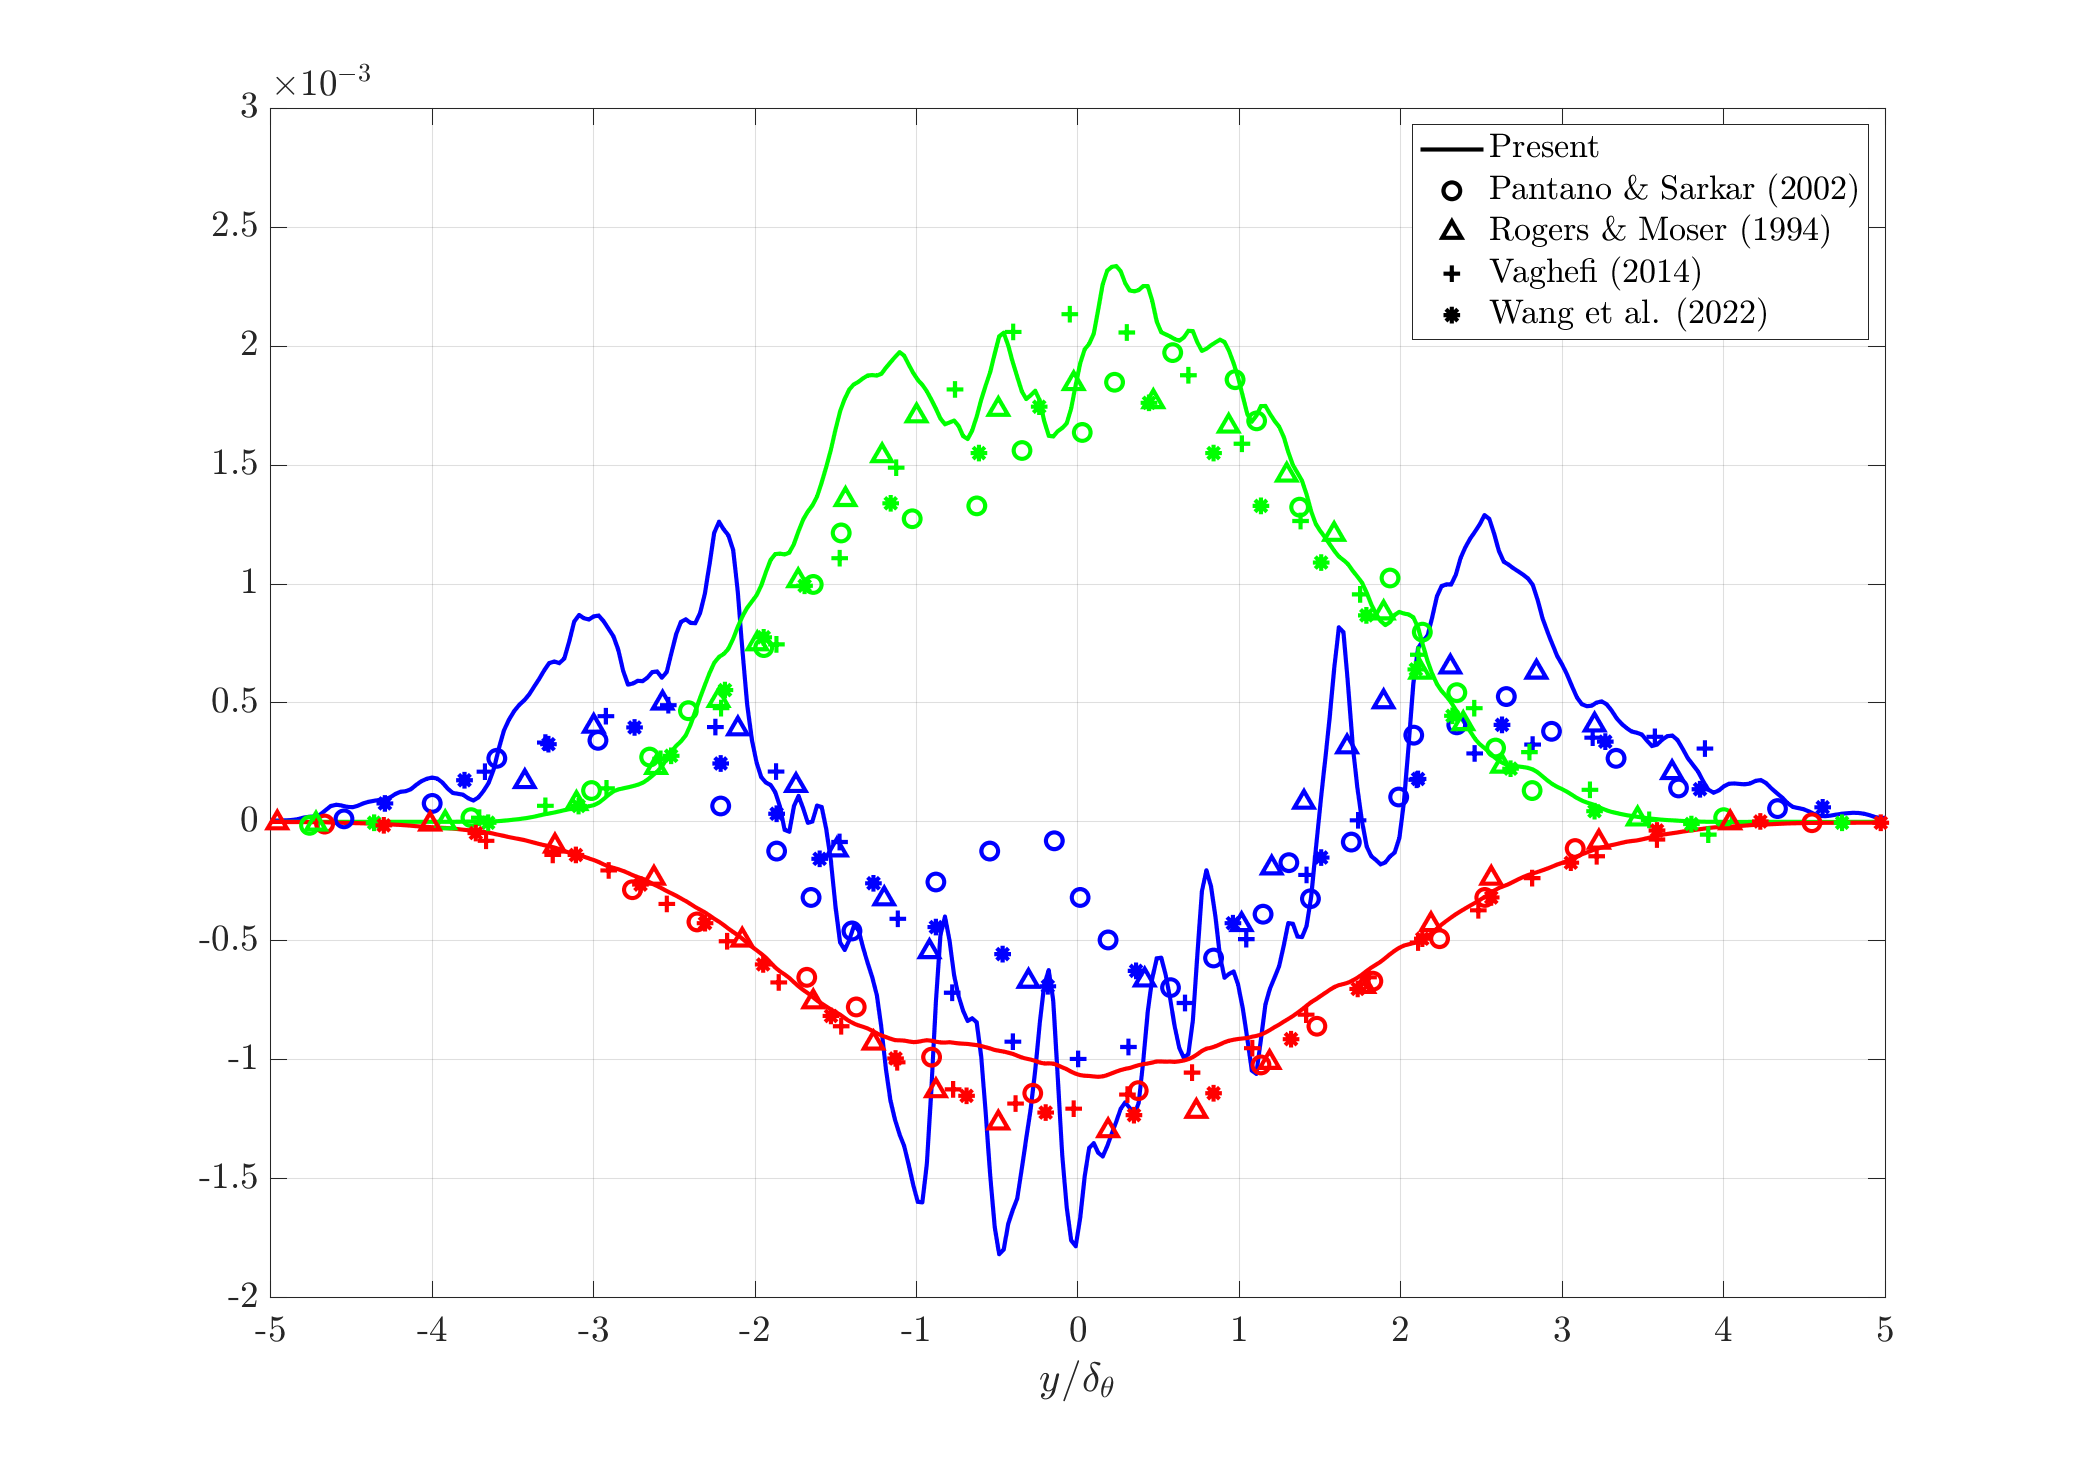 ×10⁻³
3
2.5
2
1.5
1
0.5
0
-0.5
-1
-1.5
-2
-5 -4 -3 -2 -1 0 1 2 3 4 5
y/δ_θ
Present
Pantano & Sarkar (2002)
Rogers & Moser (1994)
Vaghefi (2014)
Wang et al. (2022)